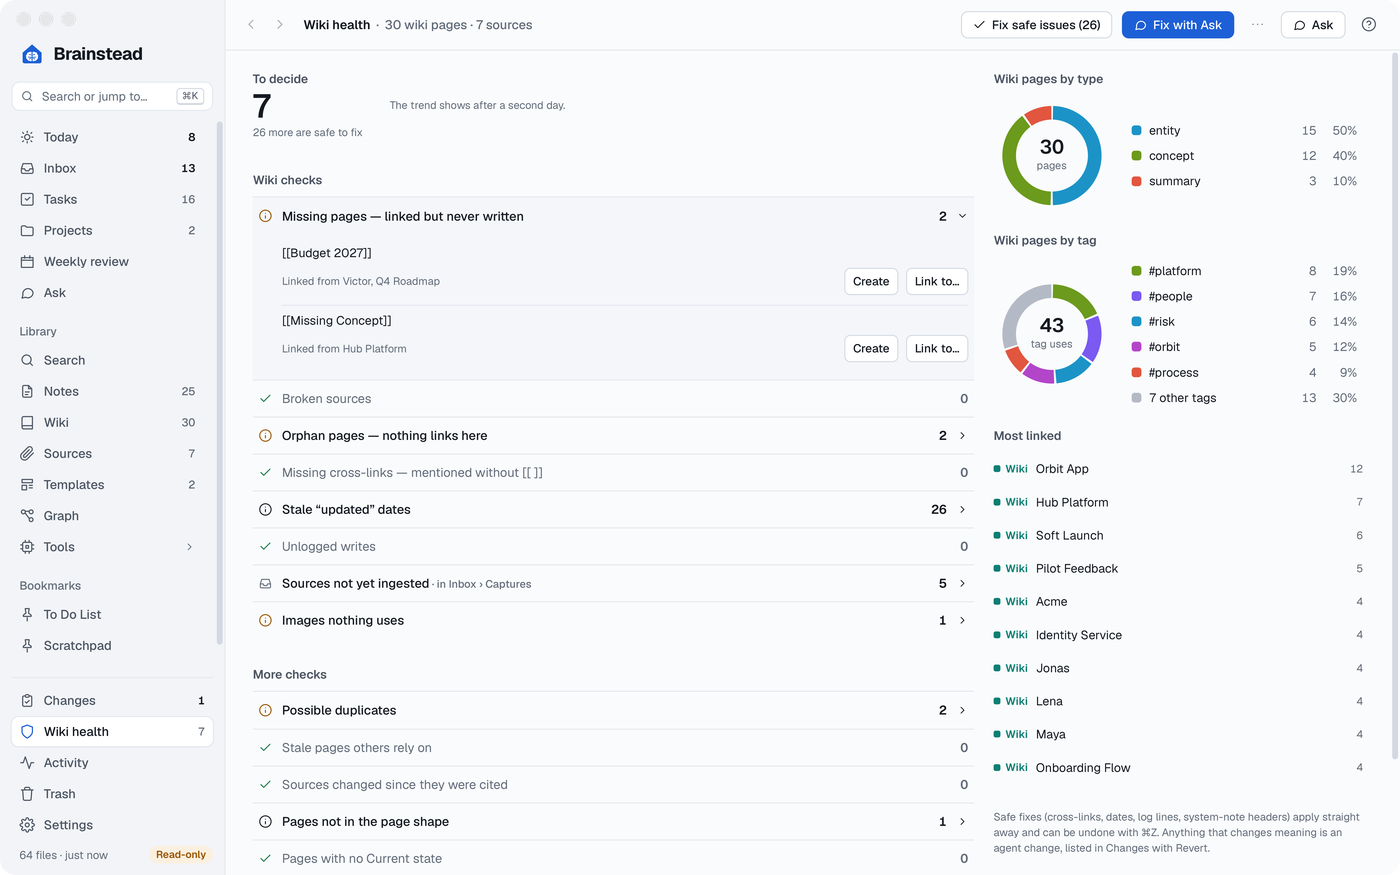 Brainstead
Search or jump to... ⌘K
Today 8
Inbox 13
Tasks 16
Projects 2
Weekly review
Ask
Library
Search
Notes 25
Wiki 30
Sources 7
Templates 2
Graph
Tools
Bookmarks
To Do List
Scratchpad
Changes 1
Wiki health 7
Activity
Trash
Settings
64 files · just now Read-only
Wiki health · 30 wiki pages · 7 sources
Fix safe issues (26)
Fix with Ask
···
Ask
To decide
7
The trend shows after a second day.
26 more are safe to fix
Wiki checks
Missing pages — linked but never written 2
[[Budget 2027]]
Linked from Victor, Q4 Roadmap Create Link to...
[[Missing Concept]]
Linked from Hub Platform Create Link to...
Broken sources 0
Orphan pages — nothing links here 2
Missing cross-links — mentioned without [[ ]] 0
Stale “updated” dates 26
Unlogged writes 0
Sources not yet ingested · in Inbox › Captures 5
Images nothing uses 1
More checks
Possible duplicates 2
Stale pages others rely on 0
Sources changed since they were cited 0
Pages not in the page shape 1
Pages with no Current state 0
Wiki pages by type
30
pages
entity 15 50%
concept 12 40%
summary 3 10%
Wiki pages by tag
43
tag uses
#platform 8 19%
#people 7 16%
#risk 6 14%
#orbit 5 12%
#process 4 9%
7 other tags 13 30%
Most linked
Wiki Orbit App 12
Wiki Hub Platform 7
Wiki Soft Launch 6
Wiki Pilot Feedback 5
Wiki Acme 4
Wiki Identity Service 4
Wiki Jonas 4
Wiki Lena 4
Wiki Maya 4
Wiki Onboarding Flow 4
Safe fixes (cross-links, dates, log lines, system-note headers) apply straight
away and can be undone with ⌘Z. Anything that changes meaning is an
agent change, listed in Changes with Revert.